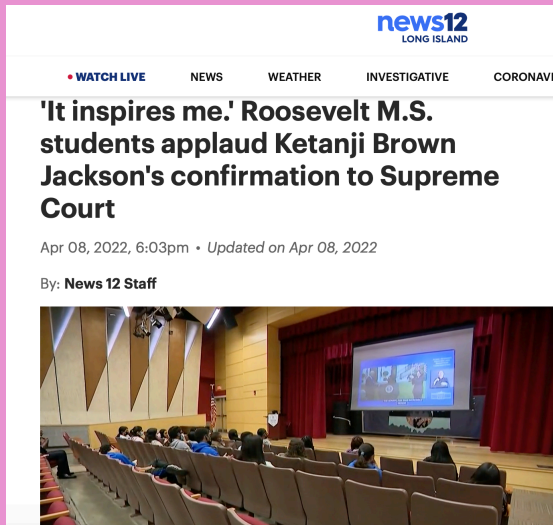 news12
LONG ISLAND
WATCH LIVE NEWS WEATHER INVESTIGATIVE CORONAV
'It inspires me.' Roosevelt M.S.
students applaud Ketanji Brown
Jackson's confirmation to Supreme
Court
Apr 08, 2022, 6:03pm • Updated on Apr 08, 2022
By: News 12 Staff